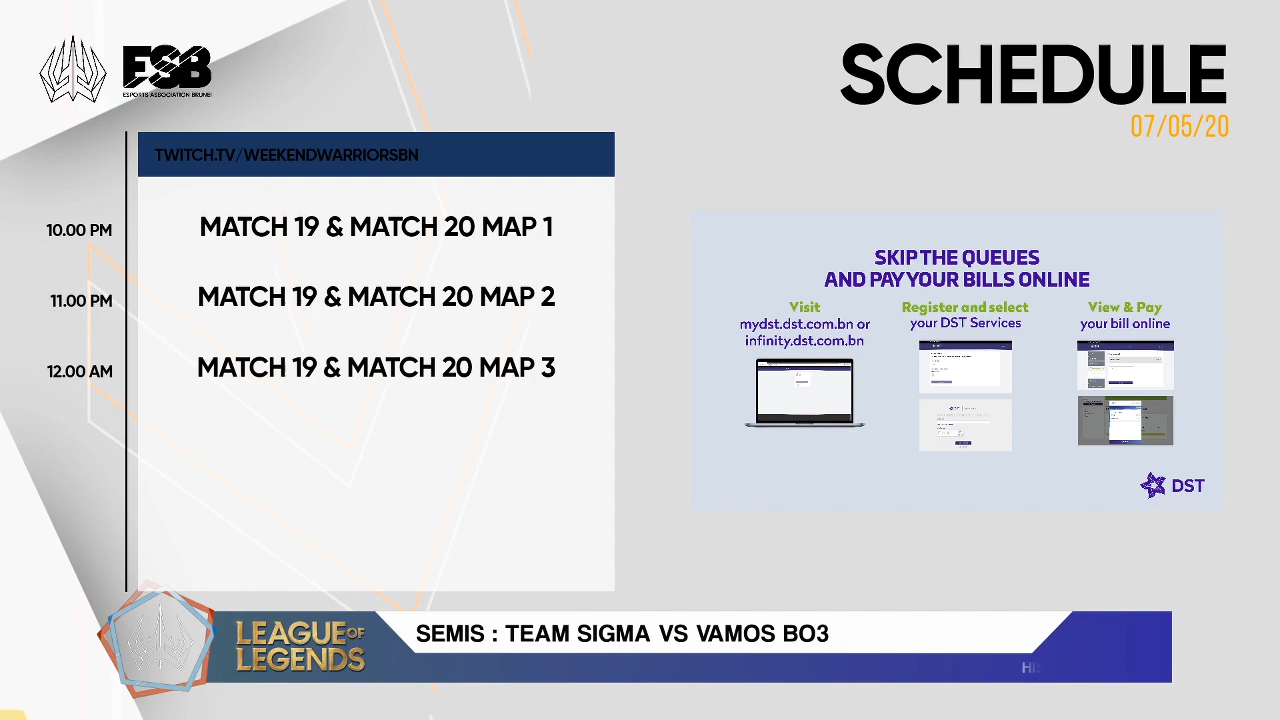 ESB
ESPORTS ASSOCIATION BRUNEI
SCHEDULE
07/05/20
TWITCH.TV/WEEKENDWARRIORSBN
10.00 PM
MATCH 19 & MATCH 20 MAP 1
11.00 PM
MATCH 19 & MATCH 20 MAP 2
12.00 AM
MATCH 19 & MATCH 20 MAP 3
SKIP THE QUEUES
AND PAY YOUR BILLS ONLINE
Visit
mydst.dst.com.bn or
infinity.dst.com.bn
Register and select
your DST Services
View & Pay
your bill online
DST
LEAGUE OF
LEGENDS
SEMIS : TEAM SIGMA VS VAMOS BO3